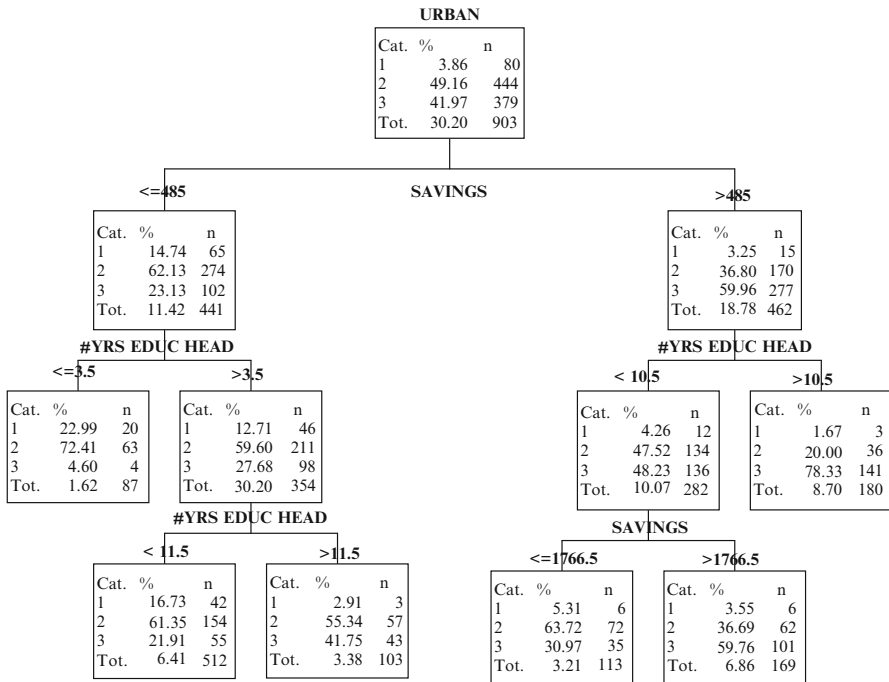 URBAN
Cat. % n
1 3.86 80
2 49.16 444
3 41.97 379
Tot. 30.20 903
<=485 SAVINGS >485
Cat. % n
1 14.74 65
2 62.13 274
3 23.13 102
Tot. 11.42 441
Cat. % n
1 3.25 15
2 36.80 170
3 59.96 277
Tot. 18.78 462
#YRS EDUC HEAD
<=3.5 >3.5
Cat. % n
1 22.99 20
2 72.41 63
3 4.60 4
Tot. 1.62 87
Cat. % n
1 12.71 46
2 59.60 211
3 27.68 98
Tot. 30.20 354
#YRS EDUC HEAD
< 10.5 >10.5
Cat. % n
1 4.26 12
2 47.52 134
3 48.23 136
Tot. 10.07 282
Cat. % n
1 1.67 3
2 20.00 36
3 78.33 141
Tot. 8.70 180
#YRS EDUC HEAD
< 11.5 >11.5
Cat. % n
1 16.73 42
2 61.35 154
3 21.91 55
Tot. 6.41 512
Cat. % n
1 2.91 3
2 55.34 57
3 41.75 43
Tot. 3.38 103
SAVINGS
<=1766.5 >1766.5
Cat. % n
1 5.31 6
2 63.72 72
3 30.97 35
Tot. 3.21 113
Cat. % n
1 3.55 6
2 36.69 62
3 59.76 101
Tot. 6.86 169